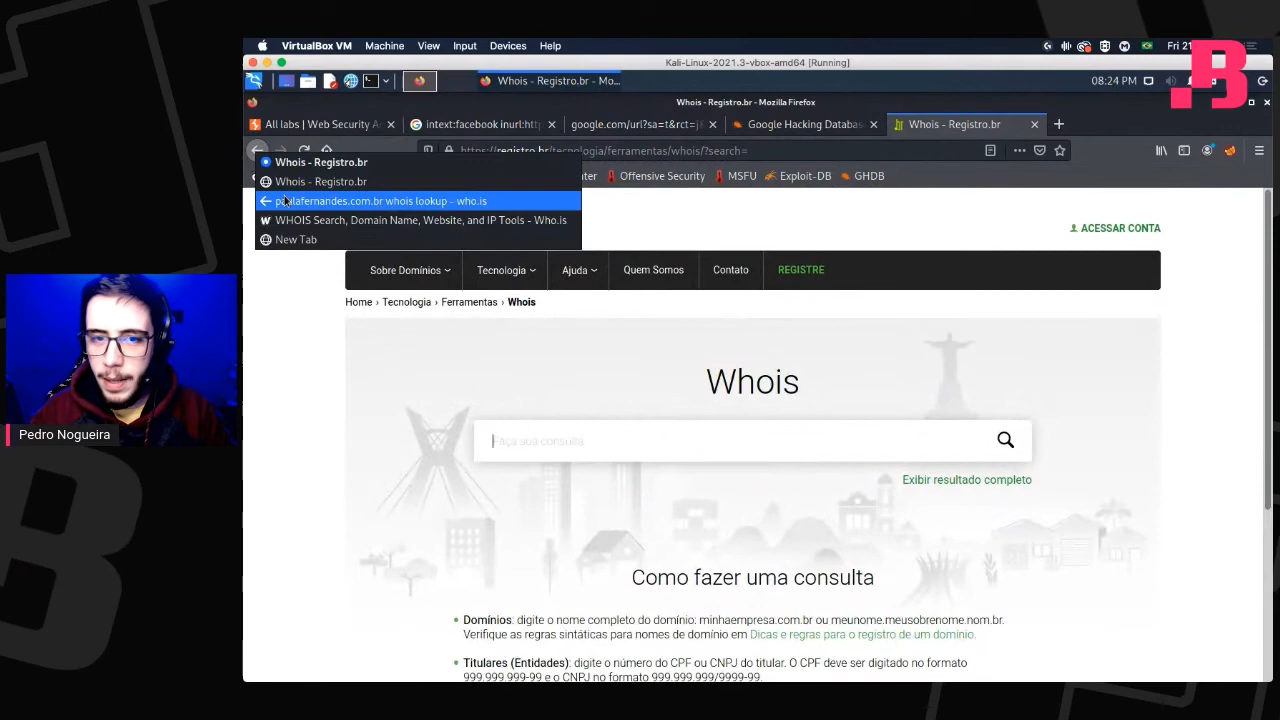 VirtualBox VM Machine View Input Devices Help
Fri 21
Kali-Linux-2021.3-vbox-amd64 [Running]
Whois - Registro.br - Mo...
08:24 PM
Whois - Registro.br - Mozilla Firefox
All labs | Web Security A
intext:facebook inurl:http:
google.com/url?sa=t&rct=j
Google Hacking Databas
Whois - Registro.br
https://registro.br/tecnologia/ferramentas/whois/?search=
Whois - Registro.br
Offensive Security
MSFU
Exploit-DB
GHDB
Whois - Registro.br
paulafernandes.com.br whois lookup - who.is
WHOIS Search, Domain Name, Website, and IP Tools - Who.is
New Tab
ACESSAR CONTA
Sobre Domínios Tecnologia Ajuda Quem Somos Contato REGISTRE
Home › Tecnologia › Ferramentas › Whois
Whois
Faça sua consulta
Exibir resultado completo
Pedro Nogueira
Como fazer uma consulta
Domínios: digite o nome completo do domínio: minhaempresa.com.br ou meunome.meusobrenome.nom.br.
Verifique as regras sintáticas para nomes de domínio em Dicas e regras para o registro de um domínio.
Titulares (Entidades): digite o número do CPF ou CNPJ do titular. O CPF deve ser digitado no formato
999.999.999-99 e o CNPJ no formato 999.999.999/9999-99.